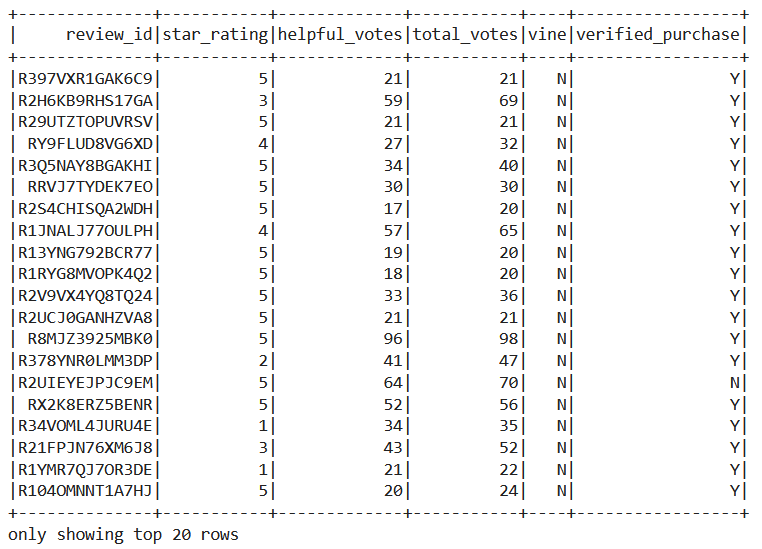 +--------------+-----------+-------------+-----------+----+-----------------+
|     review_id|star_rating|helpful_votes|total_votes|vine|verified_purchase|
+--------------+-----------+-------------+-----------+----+-----------------+
|R397VXR1GAK6C9|          5|           21|         21|   N|                Y|
|R2H6KB9RHS17GA|          3|           59|         69|   N|                Y|
|R29UTZTOPUVRSV|          5|           21|         21|   N|                Y|
| RY9FLUD8VG6XD|          4|           27|         32|   N|                Y|
|R3Q5NAY8BGAKHI|          5|           34|         40|   N|                Y|
| RRVJ7TYDEK7EO|          5|           30|         30|   N|                Y|
|R2S4CHISQA2WDH|          5|           17|         20|   N|                Y|
|R1JNALJ77OULPH|          4|           57|         65|   N|                Y|
|R13YNG792BCR77|          5|           19|         20|   N|                Y|
|R1RYG8MVOPK4Q2|          5|           18|         20|   N|                Y|
|R2V9VX4YQ8TQ24|          5|           33|         36|   N|                Y|
|R2UCJ0GANHZVA8|          5|           21|         21|   N|                Y|
| R8MJZ3925MBK0|          5|           96|         98|   N|                Y|
|R378YNR0LMM3DP|          2|           41|         47|   N|                Y|
|R2UIEYEJPJC9EM|          5|           64|         70|   N|                N|
| RX2K8ERZ5BENR|          5|           52|         56|   N|                Y|
|R34VOML4JURU4E|          1|           34|         35|   N|                Y|
|R21FPJN76XM6J8|          3|           43|         52|   N|                Y|
|R1YMR7QJ7OR3DE|          1|           21|         22|   N|                Y|
|R104OMNNT1A7HJ|          5|           20|         24|   N|                Y|
+--------------+-----------+-------------+-----------+----+-----------------+
only showing top 20 rows